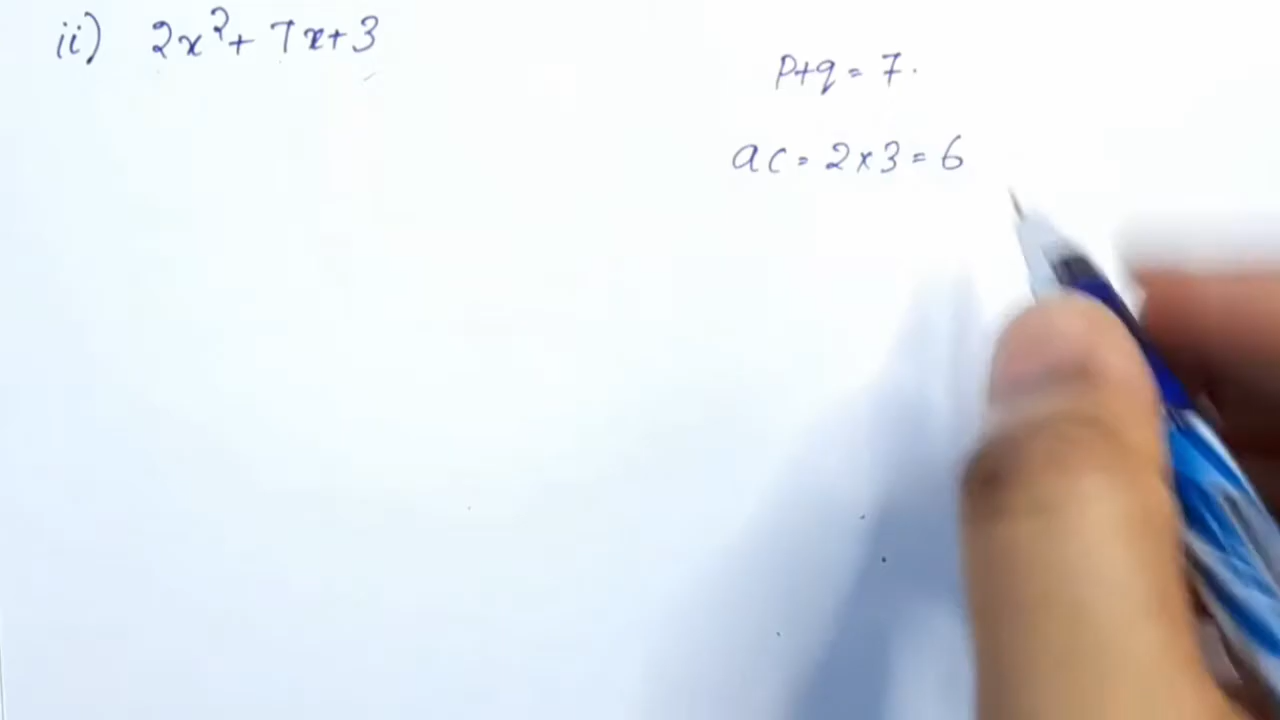 ii) 2x²+ 7x+3
p+q = 7.
ac = 2×3 = 6